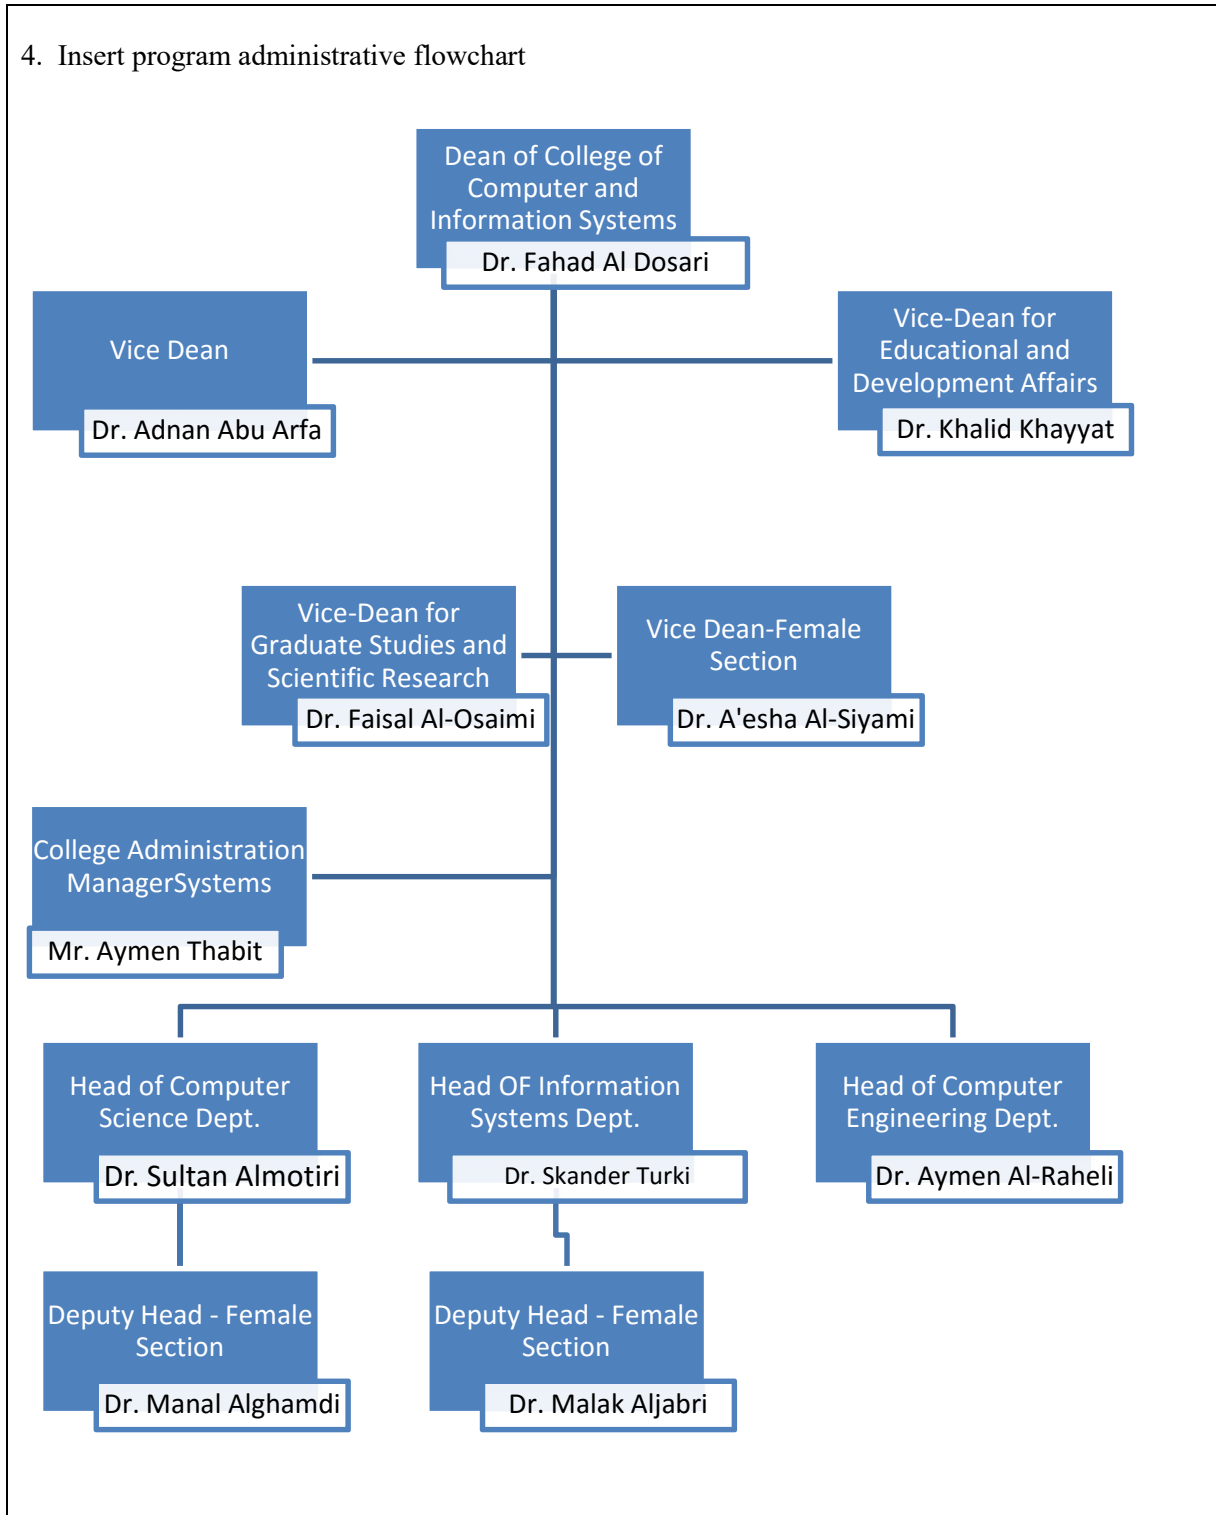 4. Insert program administrative flowchart
Dean of College of
Computer and
Information Systems
Dr. Fahad Al Dosari
Vice Dean
Dr. Adnan Abu Arfa
Vice-Dean for
Educational and
Development Affairs
Dr. Khalid Khayyat
Vice-Dean for
Graduate Studies and
Scientific Research
Dr. Faisal Al-Osaimi
Vice Dean-Female
Section
Dr. A'esha Al-Siyami
College Administration
ManagerSystems
Mr. Aymen Thabit
Head of Computer
Science Dept.
Dr. Sultan Almotiri
Head OF Information
Systems Dept.
Dr. Skander Turki
Head of Computer
Engineering Dept.
Dr. Aymen Al-Raheli
Deputy Head - Female
Section
Dr. Manal Alghamdi
Deputy Head - Female
Section
Dr. Malak Aljabri